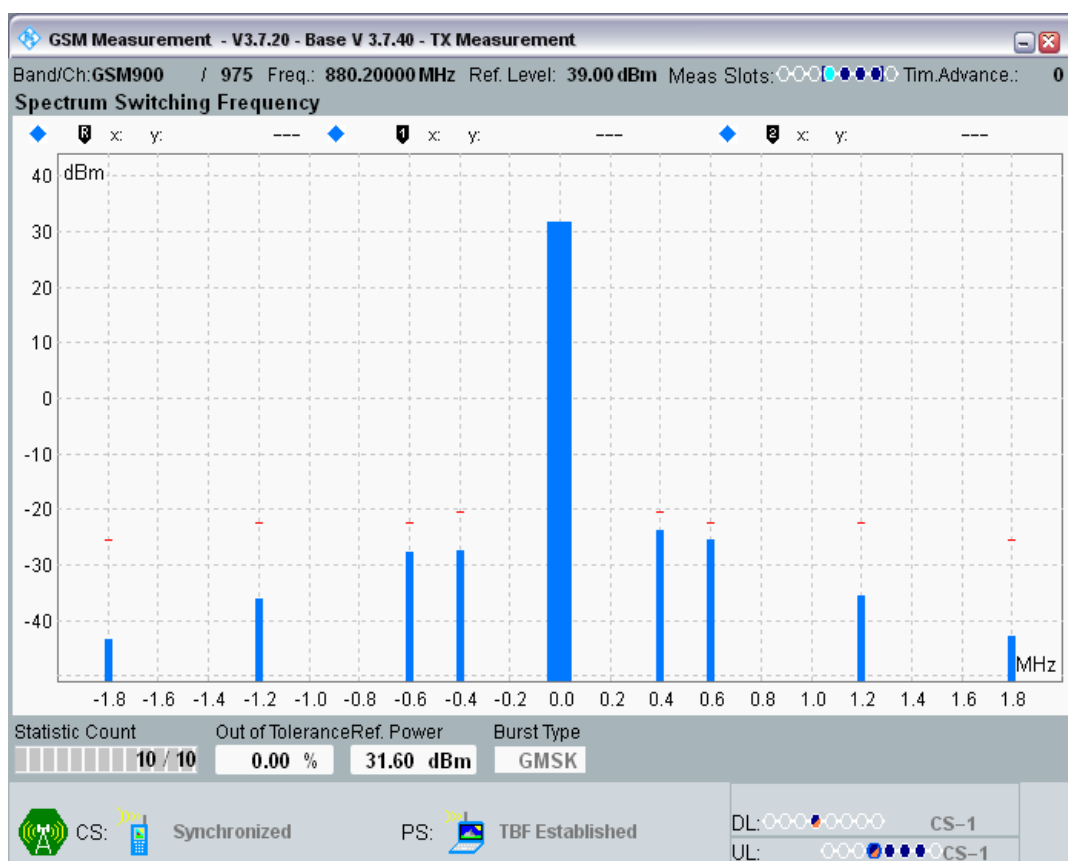 GSM Measurement - V3.7.20 - Base V 3.7.40 - TX Measurement
Band/Ch:GSM900 / 975 Freq.: 880.20000 MHz Ref. Level: 39.00 dBm Meas Slots: Tim.Advance.: 0
Spectrum Switching Frequency
R x: y: --- 1 x: y: --- 2 x: y: ---
40 dBm
30
20
10
0
-10
-20
-30
-40
MHz
-1.8 -1.6 -1.4 -1.2 -1.0 -0.8 -0.6 -0.4 -0.2 0.0 0.2 0.4 0.6 0.8 1.0 1.2 1.4 1.6 1.8
Statistic Count Out of Tolerance Ref. Power Burst Type
10 / 10 0.00 % 31.60 dBm GMSK
CS: Synchronized PS: TBF Established DL: CS-1
UL: CS-1